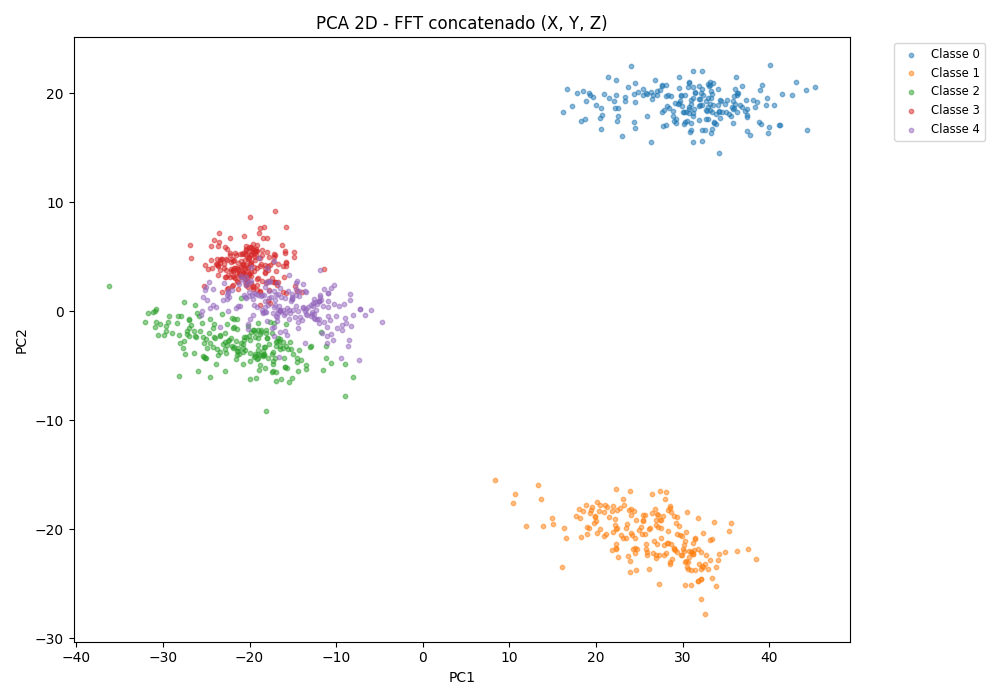 PCA 2D - FFT concatenado (X, Y, Z)
Classe 0
Classe 1
Classe 2
Classe 3
Classe 4
PC2
20
10
0
−10
−20
−30
−40
−30
−20
−10
0
10
20
30
40
PC1